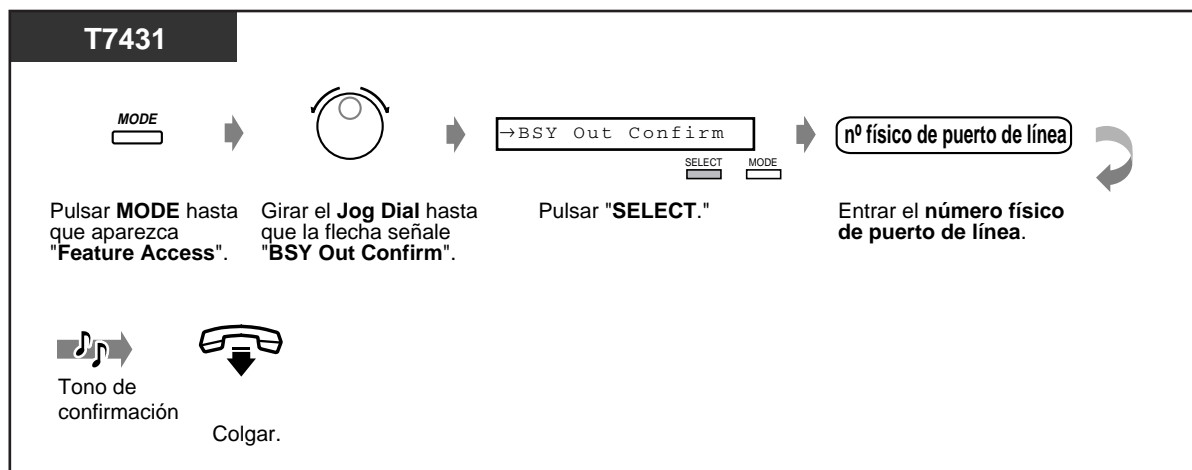 T7431
MODE
→BSY Out Confirm
SELECT MODE
nº físico de puerto de línea
Pulsar MODE hasta
que aparezca
"Feature Access".
Girar el Jog Dial hasta
que la flecha señale
"BSY Out Confirm".
Pulsar "SELECT."
Entrar el número físico
de puerto de línea.
Tono de
confirmación
Colgar.